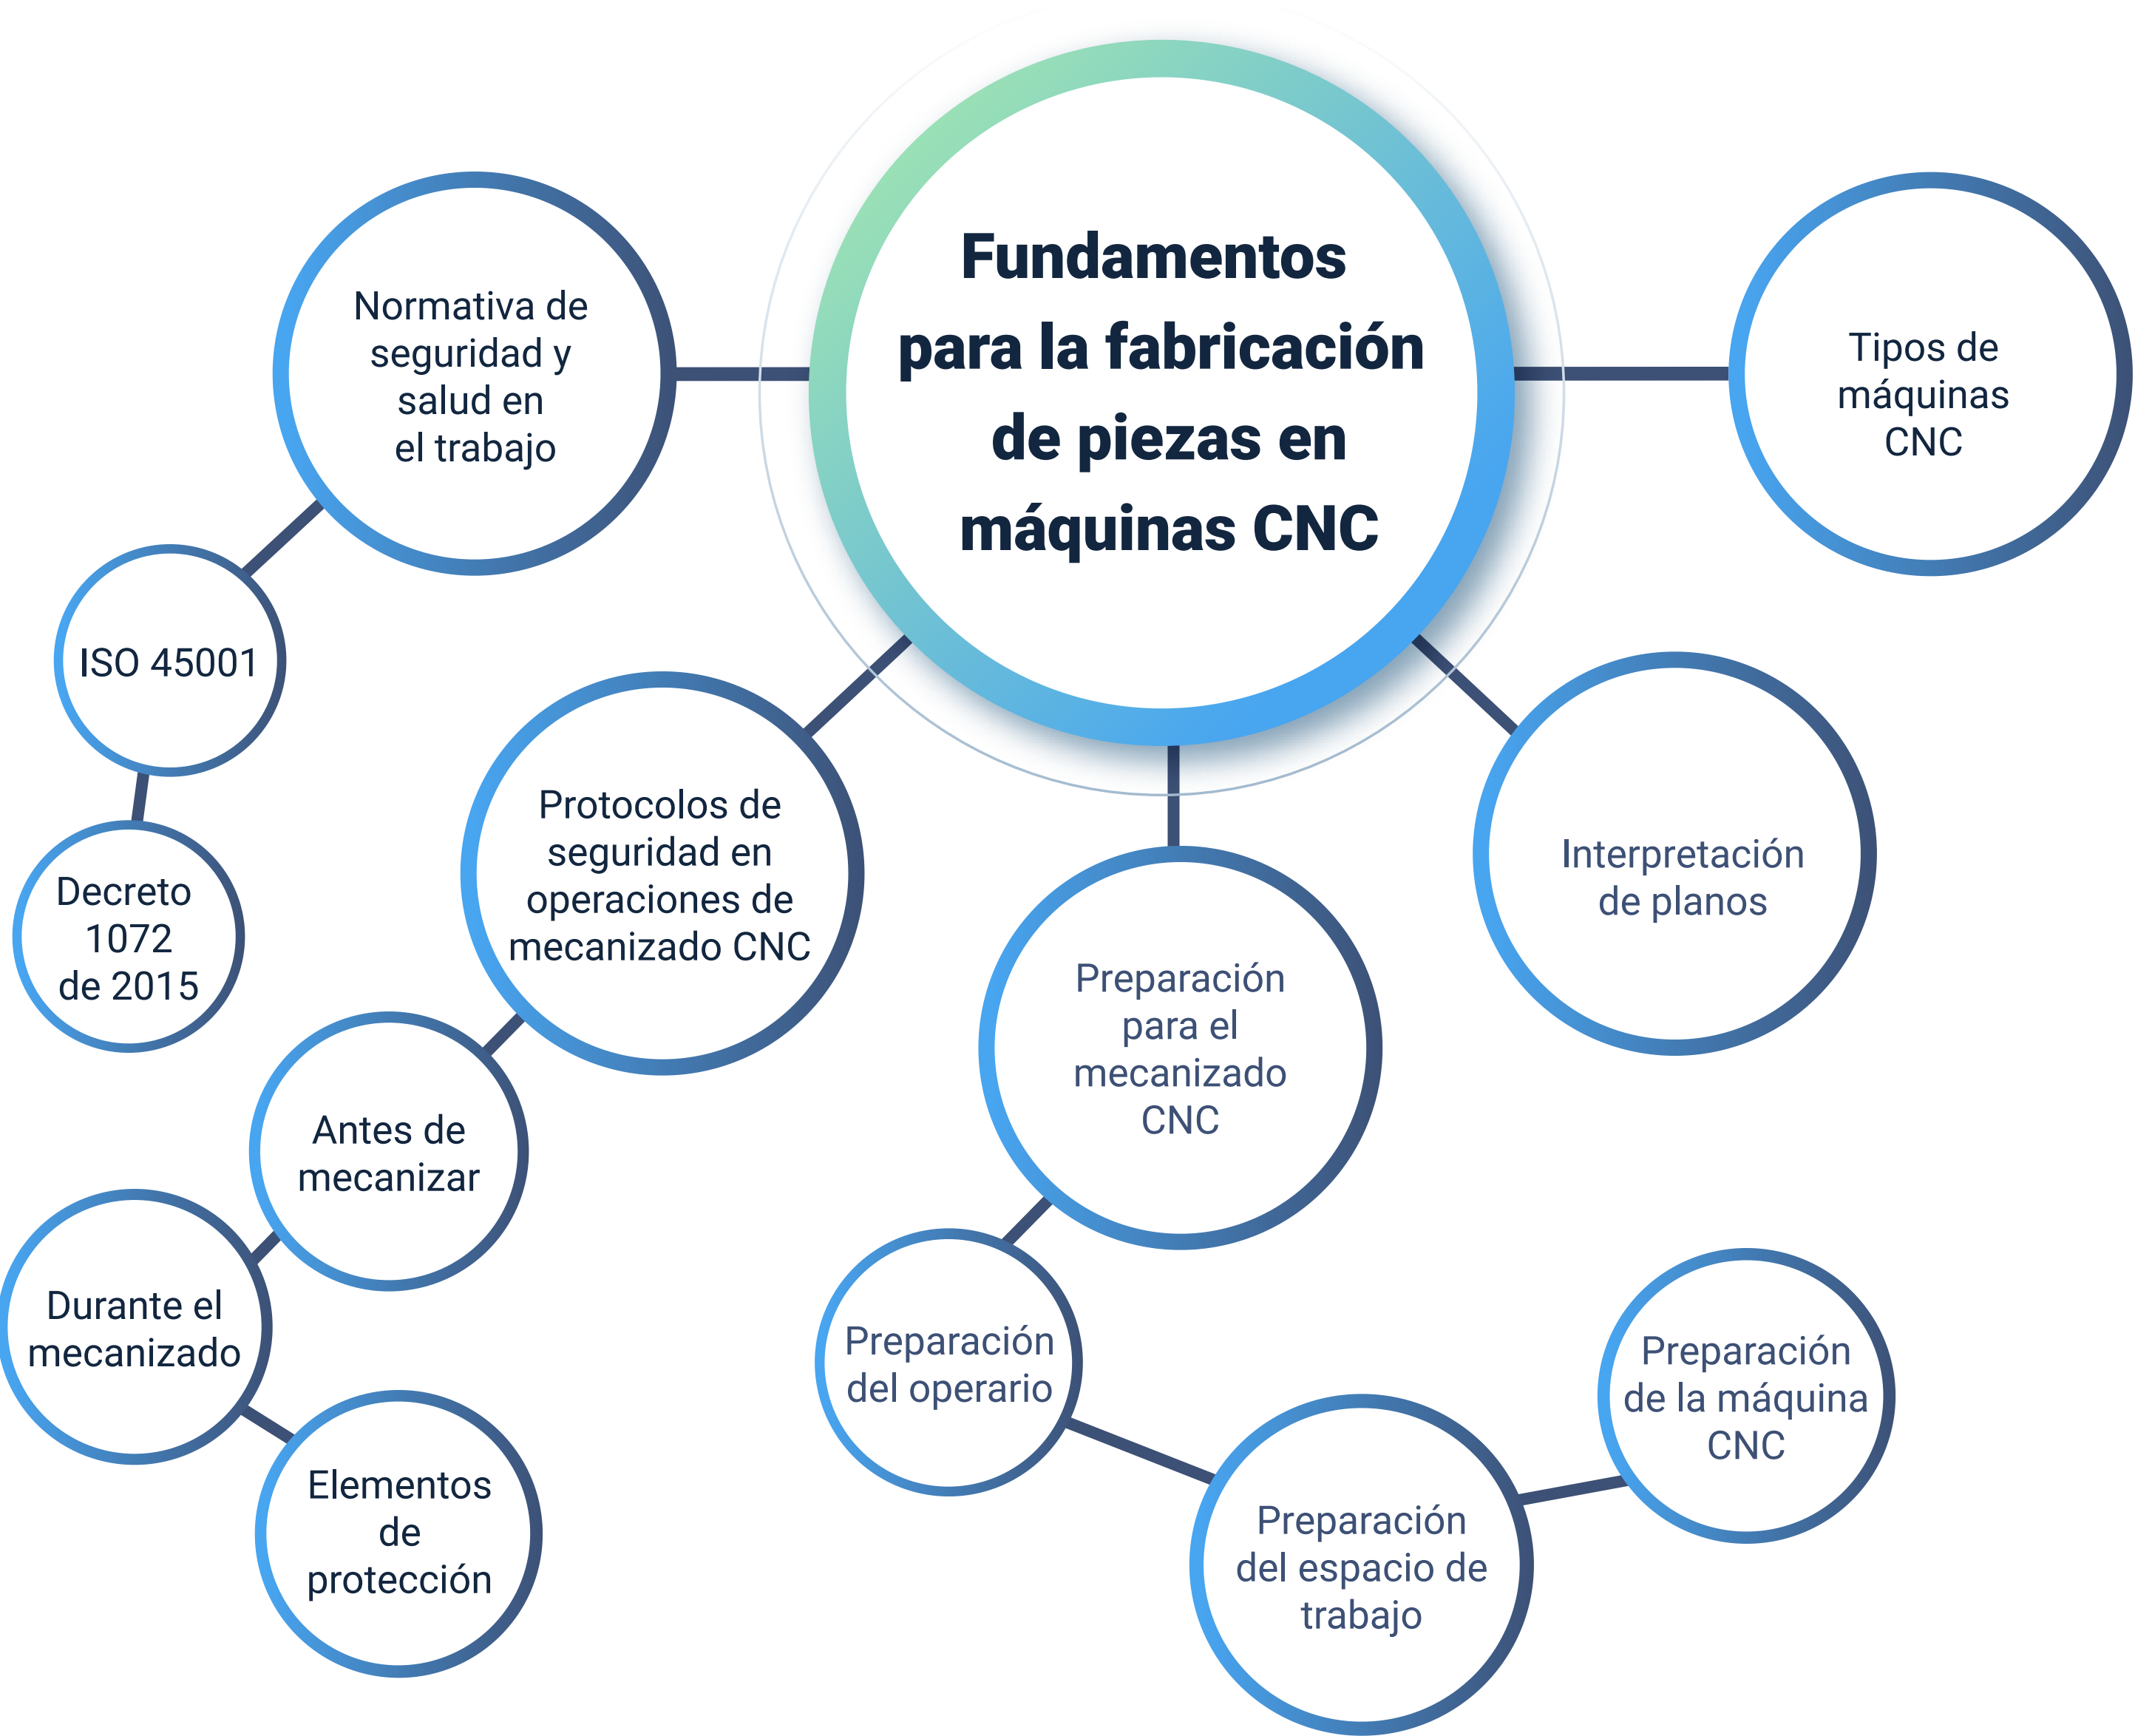 Fundamentos
para la fabricación
de piezas en
máquinas CNC
Normativa de
seguridad y
salud en
el trabajo
ISO 45001
Decreto
1072
de 2015
Protocolos de
seguridad en
operaciones de
mecanizado CNC
Antes de
mecanizar
Durante el
mecanizado
Elementos
de
protección
Preparación
para el
mecanizado
CNC
Preparación
del operario
Preparación
del espacio de
trabajo
Preparación
de la máquina
CNC
Interpretación
de planos
Tipos de
máquinas
CNC